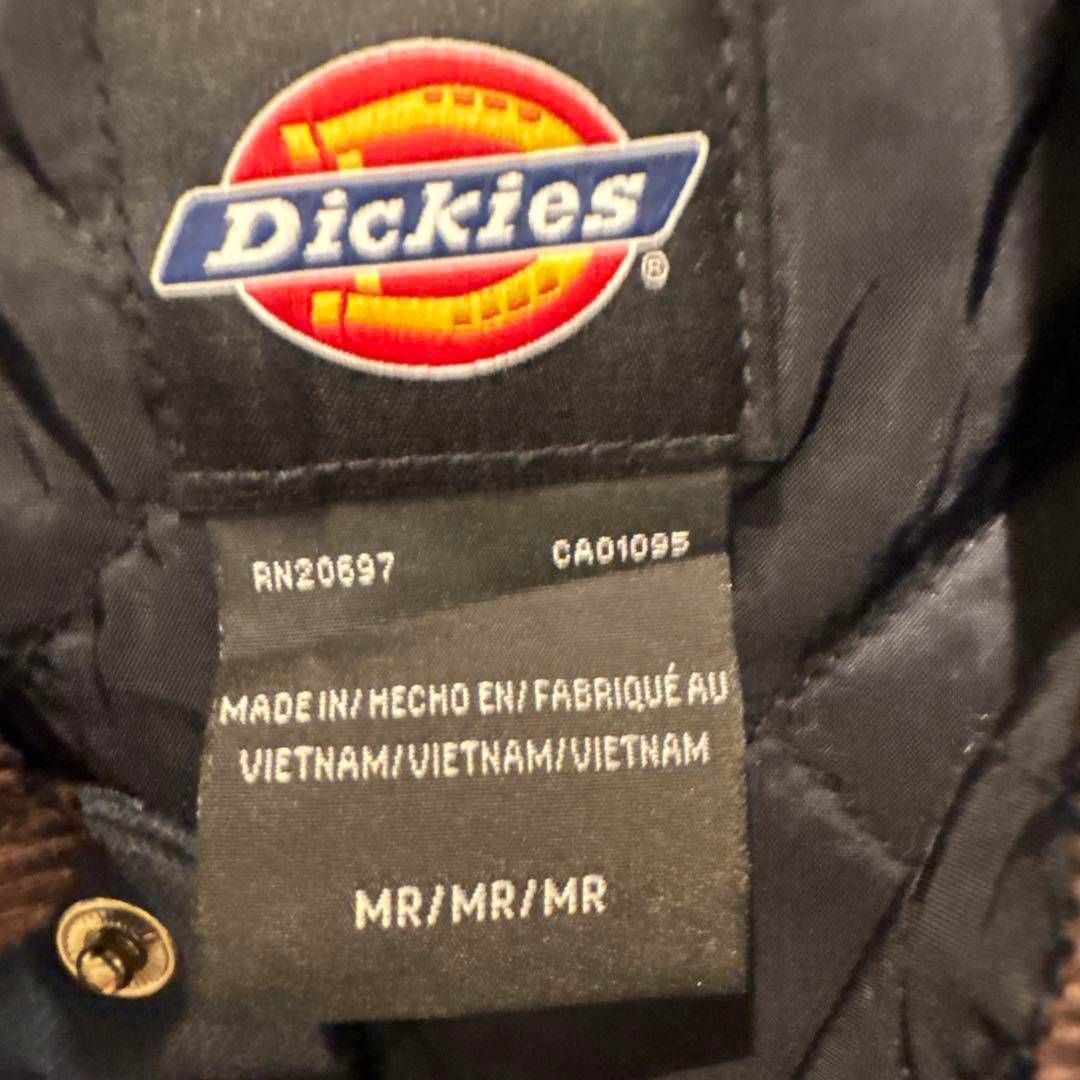 Dickies
®
RN20697 CA01095
MADE IN/HECHO EN/FABRIQUÉ AU
VIETNAM/VIETNAM/VIETNAM
MR/MR/MR